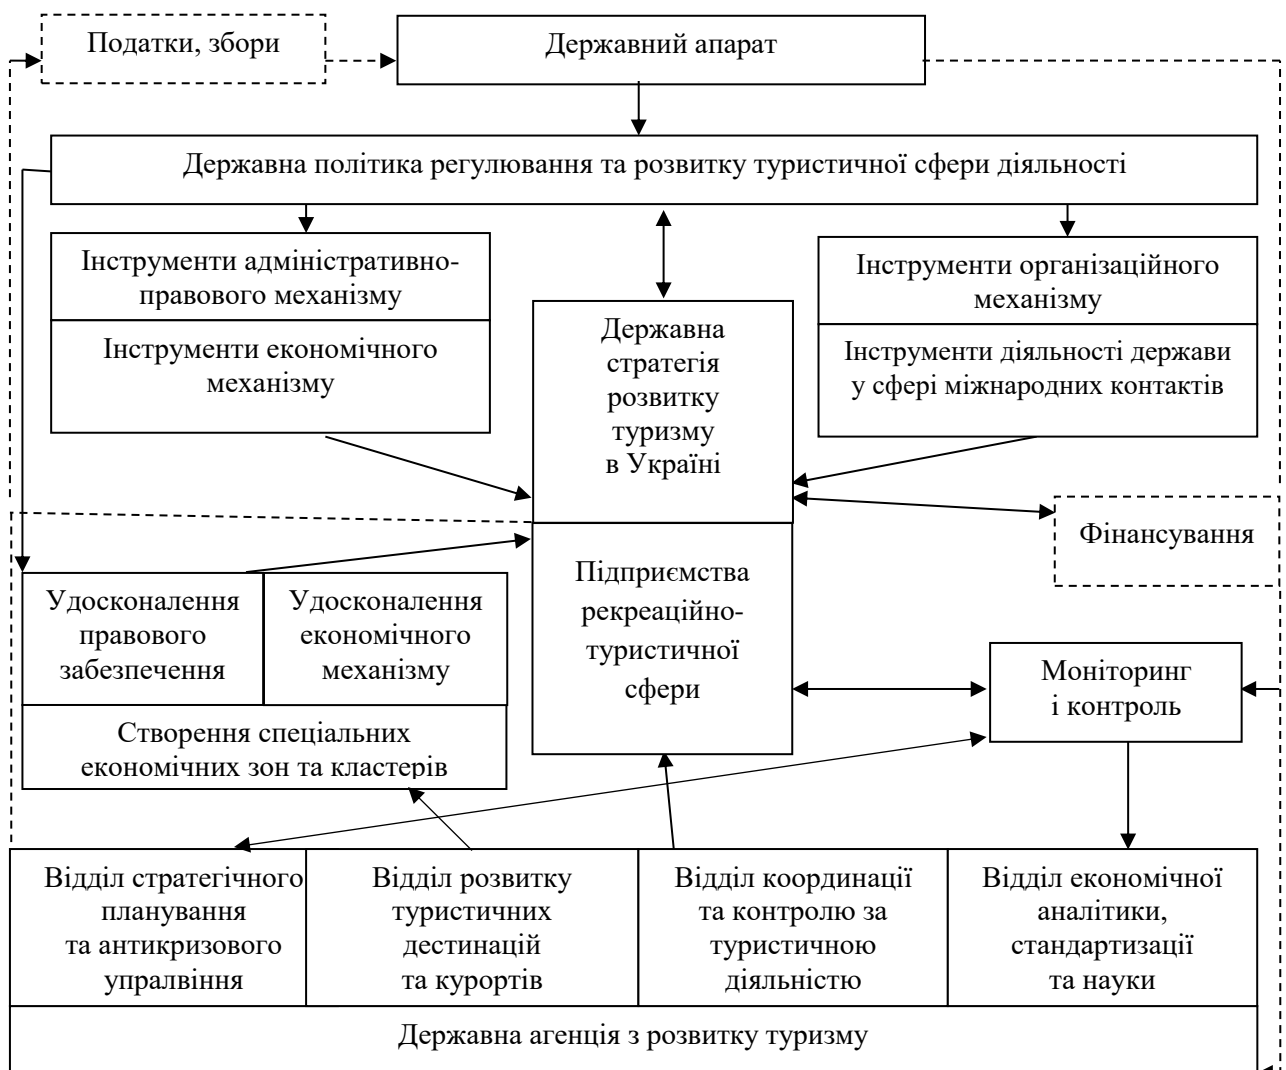 Податки, збори
Державний апарат
Державна політика регулювання та розвитку туристичної сфери діяльності
Інструменти адміністративно-
правового механізму
Інструменти економічного
механізму
Державна
стратегія
розвитку
туризму
в Україні
Інструменти організаційного
механізму
Інструменти діяльності держави
у сфері міжнародних контактів
Фінансування
Удосконалення
правового
забезпечення
Удосконалення
економічного
механізму
Створення спеціальних
економічних зон та кластерів
Підприємства
рекреаційно-
туристичної
сфери
Моніторинг
і контроль
Відділ стратегічного
планування
та антикризового
упралвіння
Відділ розвитку
туристичних
дестинацій
та курортів
Відділ координації
та контролю за
туристичною
діяльністю
Відділ економічної
аналітики,
стандартизації
та науки
Державна агенція з розвитку туризму